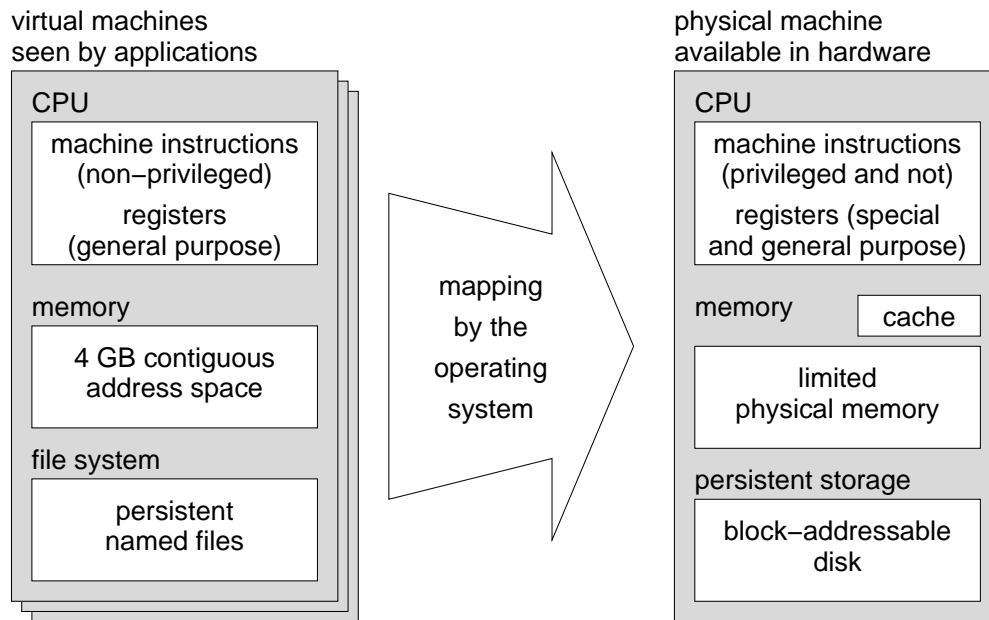 virtual machines
seen by applications
CPU
machine instructions
(non−privileged)
registers
(general purpose)
memory
4 GB contiguous
address space
file system
persistent
named files
mapping
by the
operating
system
physical machine
available in hardware
CPU
machine instructions
(privileged and not)
registers (special
and general purpose)
memory
cache
limited
physical memory
persistent storage
block−addressable
disk